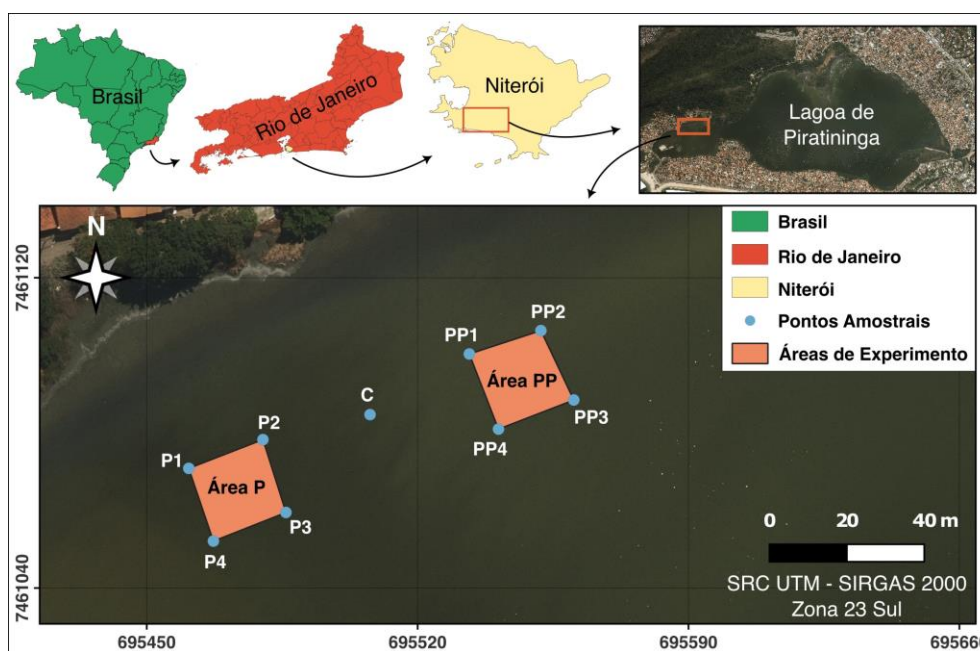 Brasil
Rio de Janeiro
Niterói
Lagoa de
Piratininga
N
7461120
7461040
PP1
PP2
Área PP
PP3
PP4
C
P1
P2
Área P
P3
P4
Brasil
Rio de Janeiro
Niterói
Pontos Amostrais
Áreas de Experimento
0 20 40 m
SRC UTM - SIRGAS 2000
Zona 23 Sul
695450 695520 695590 695660